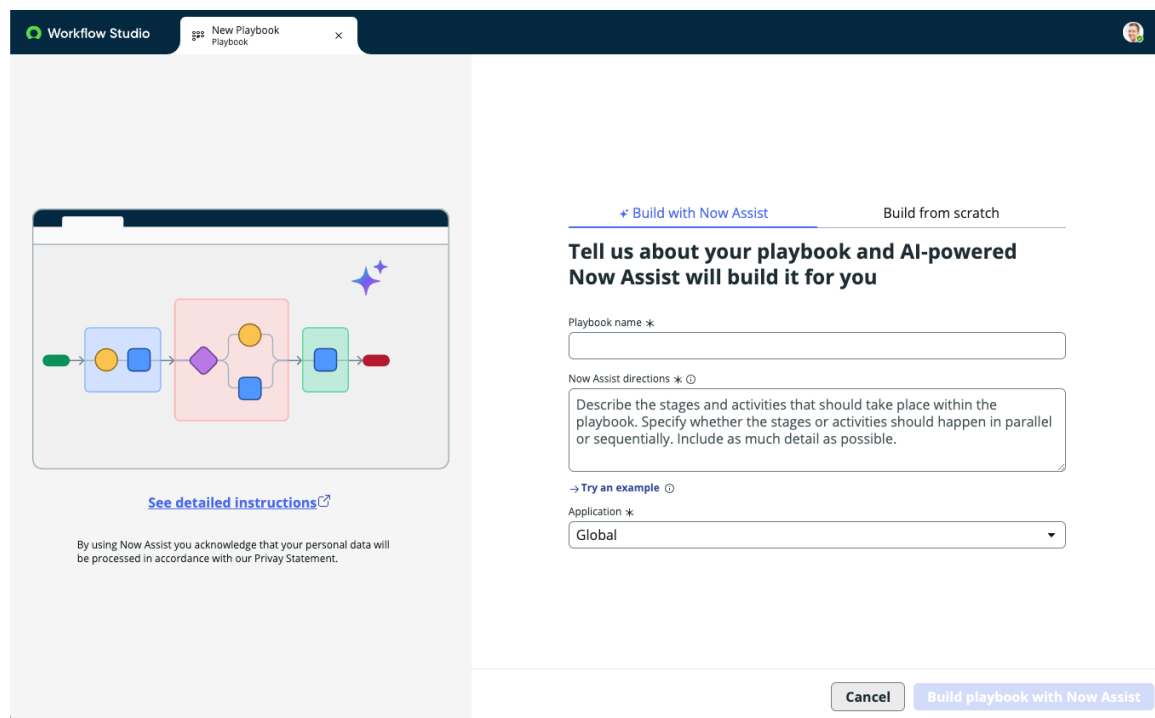 Workflow Studio
New Playbook
Playbook
Build with Now Assist
Build from scratch
Tell us about your playbook and AI-powered
Now Assist will build it for you
Playbook name *
Now Assist directions *
Describe the stages and activities that should take place within the
playbook. Specify whether the stages or activities should happen in parallel
or sequentially. Include as much detail as possible.
→ Try an example
Application *
Global
See detailed instructions
By using Now Assist you acknowledge that your personal data will
be processed in accordance with our Privay Statement.
Cancel
Build playbook with Now Assist